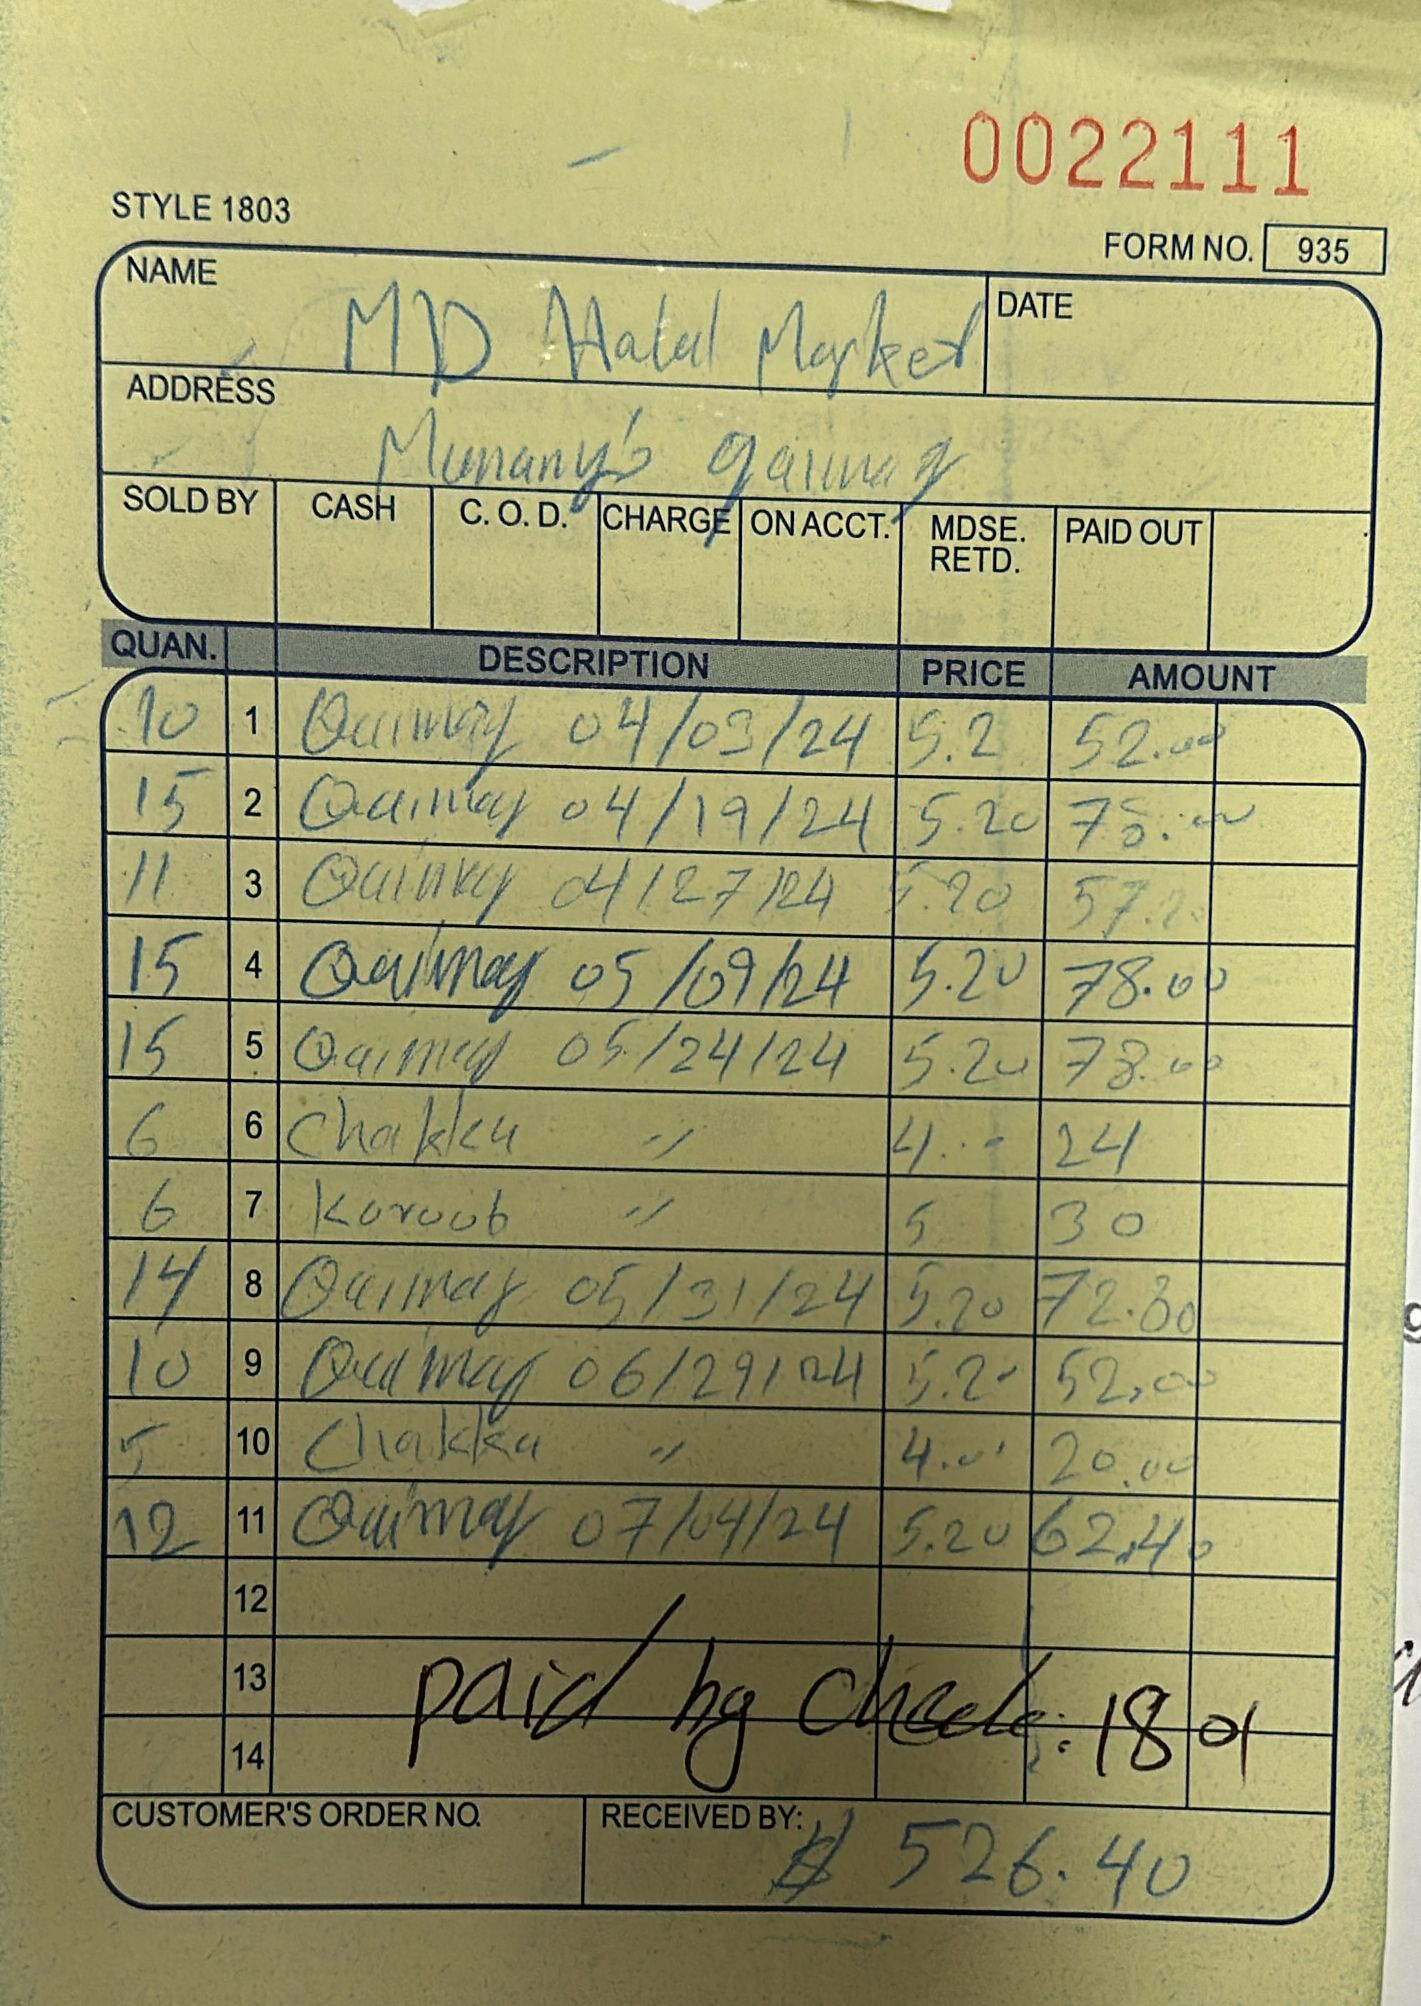 0022111
STYLE 1803
FORM NO. 935
NAME MD Halal Market DATE
ADDRESS Munany's qaimag
SOLD BY CASH C. O. D. CHARGE ON ACCT. MDSE. RETD. PAID OUT
QUAN. DESCRIPTION PRICE AMOUNT
10 1 Qaimay 04/03/24 5.2 52.00
15 2 Qaimay 04/19/24 5.20
11 3 Qaimay 04/27/24 5.20 57.20
15 4 Qaimay 05/09/24 5.20 78.00
15 5 Qaimay 05/24/24 5.20 78.00
6 6 Chakka " 4.-- 24
6 7 Koroob " 5 30
14 8 Qaimay 05/31/24 5.20 72.80
10 9 Qaimay 06/29/24 5.20 52.00
5 10 Chakka " 4.00 20.00
12 11 Qaimay 07/04/24 5.20 62.40
12
13 paid by check: 1801
14
CUSTOMER'S ORDER NO. RECEIVED BY: $ 526.40